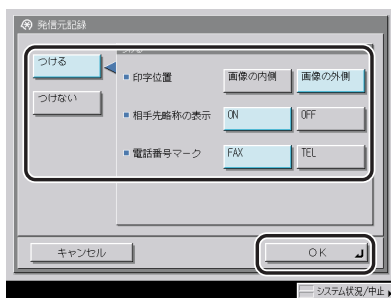 発信元記録
つける
つけない
印字位置
画像の内側
画像の外側
相手先略称の表示
ON
OFF
電話番号マーク
FAX
TEL
キャンセル
OK
システム状況/中止